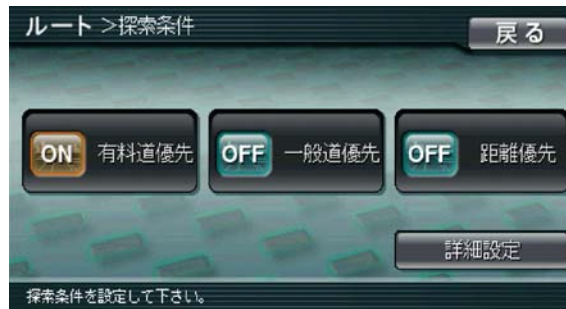 ルート＞探索条件
戻る
ON 有料道優先
OFF 一般道優先
OFF 距離優先
詳細設定
探索条件を設定して下さい。